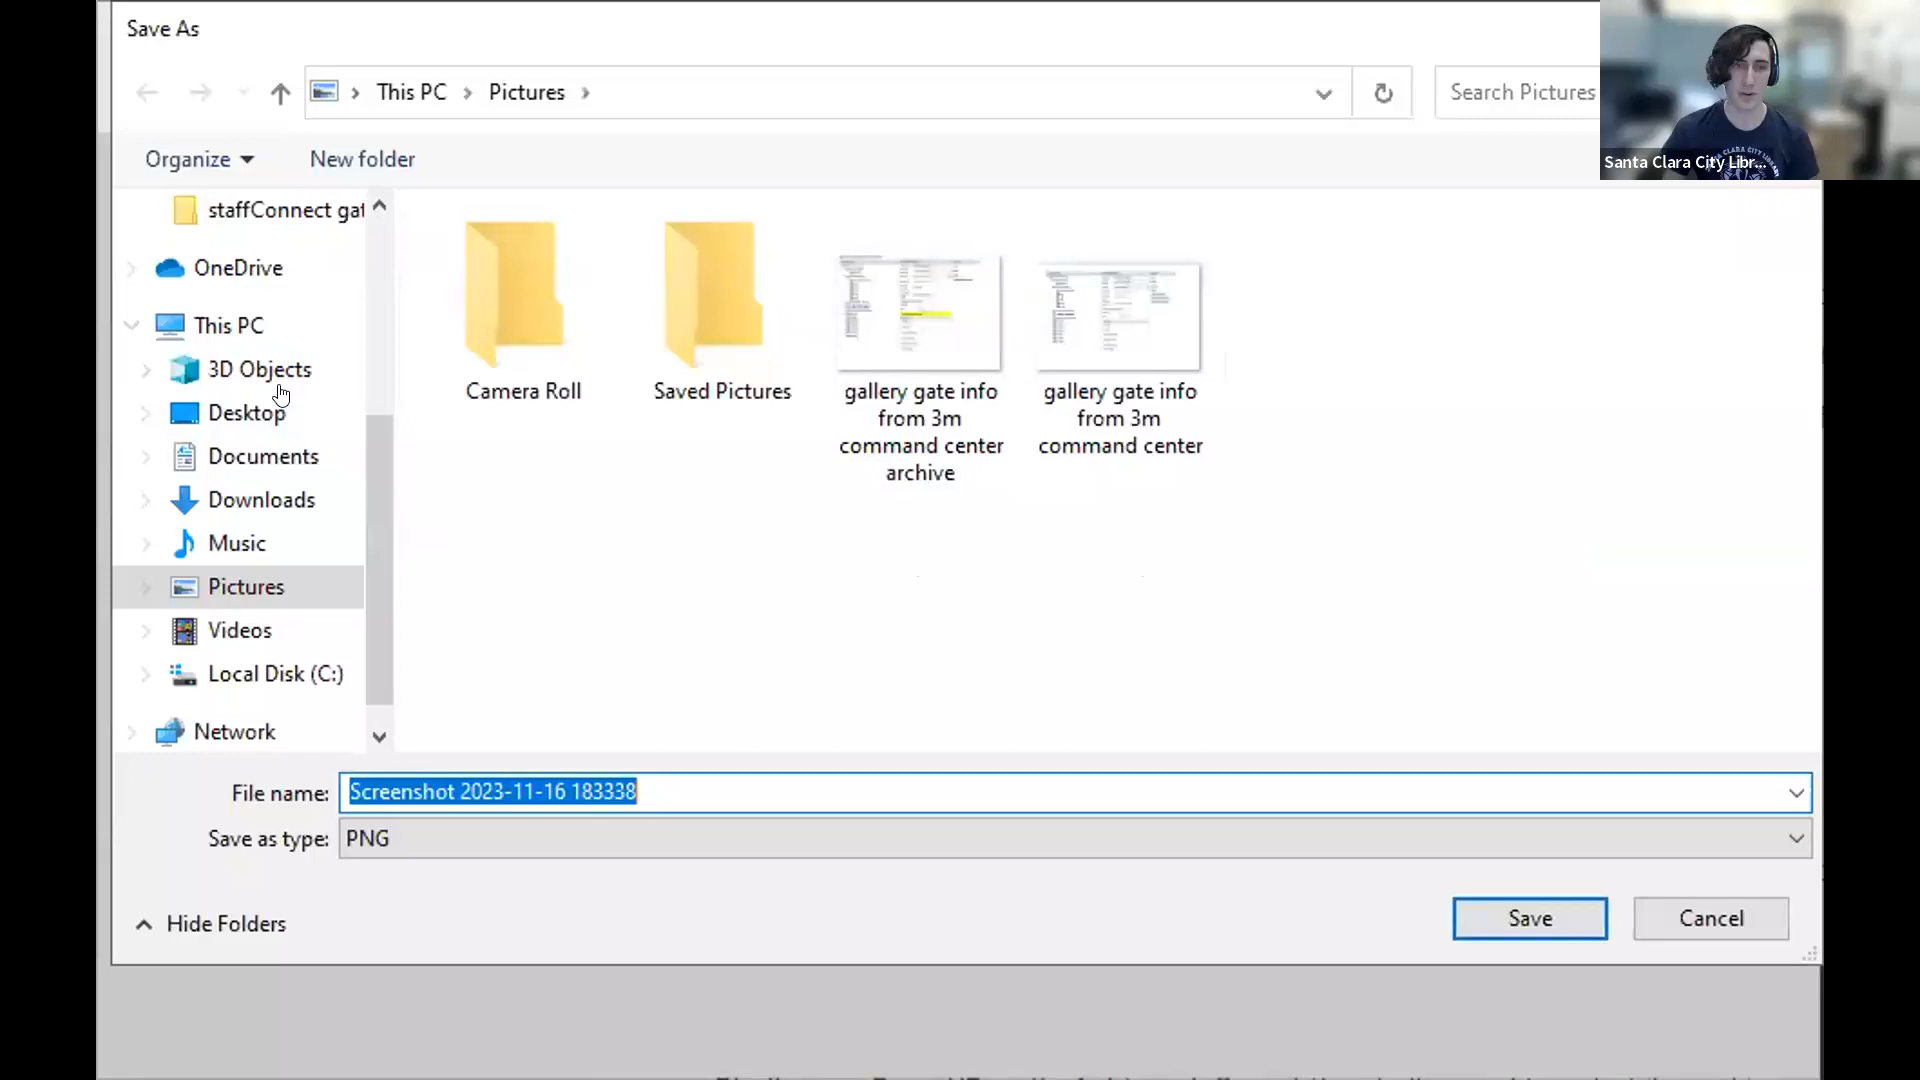 Save As
This PC
Pictures
Search Pictures
Santa Clara City Libr...
Organize
New folder
staffConnect gat
OneDrive
This PC
3D Objects
Desktop
Documents
Downloads
Music
Pictures
Videos
Local Disk (C:)
Network
Camera Roll
Saved Pictures
gallery gate info
from 3m
command center
archive
gallery gate info
from 3m
command center
File name:
Screenshot 2023-11-16 183338
Save as type:
PNG
Hide Folders
Save
Cancel